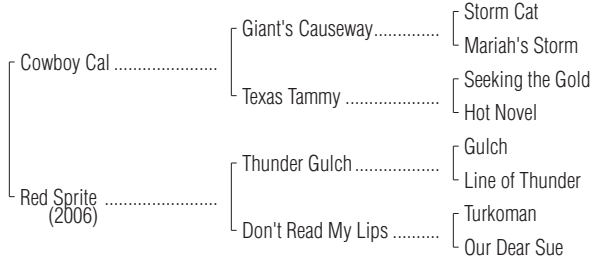 Storm Cat
Giant's Causeway..............
Mariah's Storm
Cowboy Cal ......................
Seeking the Gold
Texas Tammy ....................
Hot Novel
Gulch
Thunder Gulch..................
Line of Thunder
Red Sprite ........................
(2006)
Turkoman
Don't Read My Lips ..........
Our Dear Sue